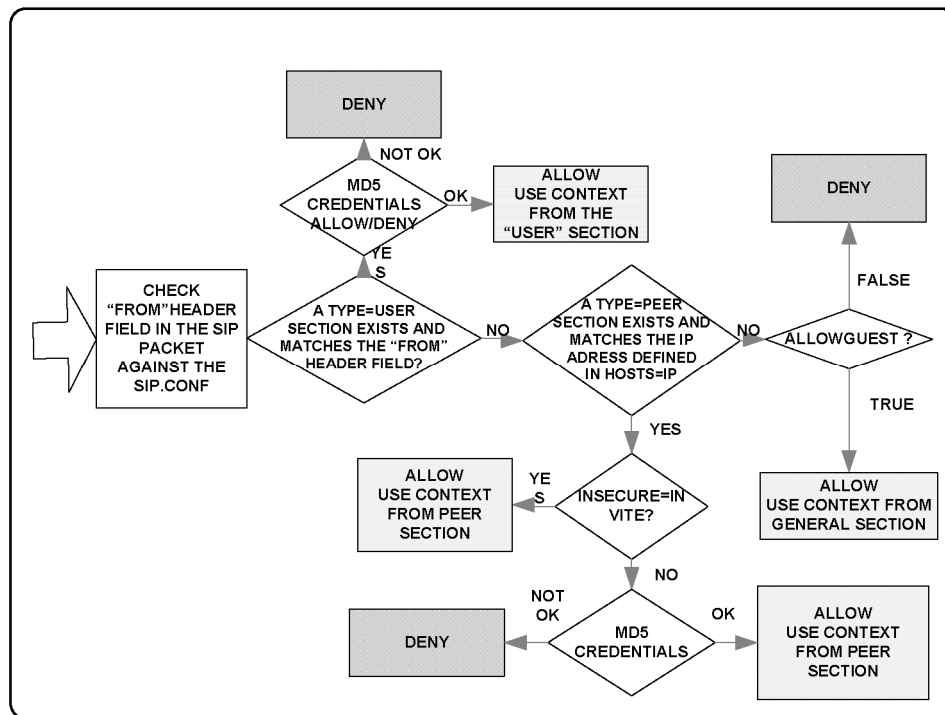 DENY
NOT OK
MD5
CREDENTIALS
ALLOW/DENY
OK
ALLOW
USE CONTEXT
FROM THE
“USER” SECTION
DENY
YE
S
FALSE
CHECK
“FROM”HEADER
FIELD IN THE SIP
PACKET
AGAINST THE
SIP.CONF
A TYPE=USER
SECTION EXISTS AND
MATCHES THE “FROM”
HEADER FIELD?
NO
A TYPE=PEER
SECTION EXISTS AND
MATCHES THE IP
ADRESS DEFINED
IN HOSTS=IP
NO
ALLOWGUEST ?
TRUE
YES
ALLOW
USE CONTEXT FROM
GENERAL SECTION
ALLOW
USE CONTEXT
FROM PEER
SECTION
YE
S
INSECURE=IN
VITE?
NO
DENY
NOT
OK
MD5
CREDENTIALS
OK
ALLOW
USE CONTEXT
FROM PEER
SECTION